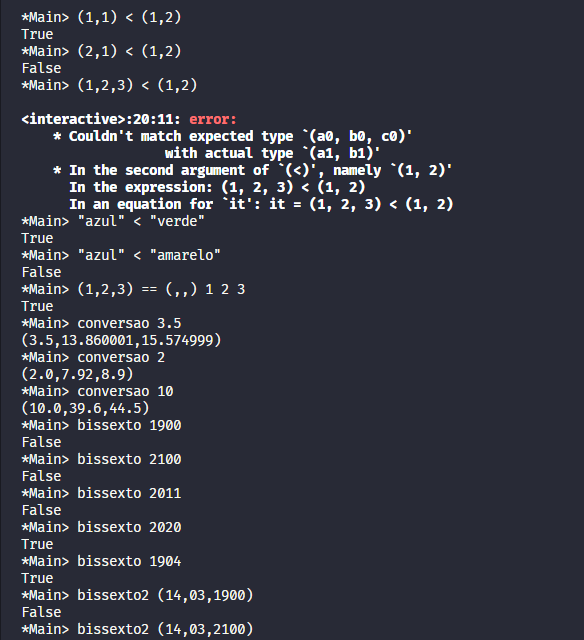 *Main> (1,1) < (1,2)
True
*Main> (2,1) < (1,2)
False
*Main> (1,2,3) < (1,2)

<interactive>:20:11: error:
    * Couldn't match expected type `(a0, b0, c0)'
                  with actual type `(a1, b1)'
    * In the second argument of `(<)', namely `(1, 2)'
      In the expression: (1, 2, 3) < (1, 2)
      In an equation for `it': it = (1, 2, 3) < (1, 2)
*Main> "azul" < "verde"
True
*Main> "azul" < "amarelo"
False
*Main> (1,2,3) == (,,) 1 2 3
True
*Main> conversao 3.5
(3.5,13.860001,15.574999)
*Main> conversao 2
(2.0,7.92,8.9)
*Main> conversao 10
(10.0,39.6,44.5)
*Main> bissexto 1900
False
*Main> bissexto 2100
False
*Main> bissexto 2011
False
*Main> bissexto 2020
True
*Main> bissexto 1904
True
*Main> bissexto2 (14,03,1900)
False
*Main> bissexto2 (14,03,2100)